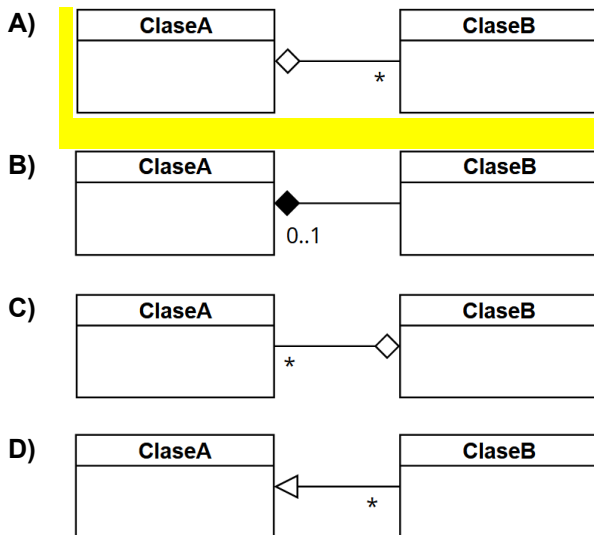 A)
ClaseA
ClaseB
*
B)
ClaseA
ClaseB
0..1
C)
ClaseA
ClaseB
*
D)
ClaseA
ClaseB
*